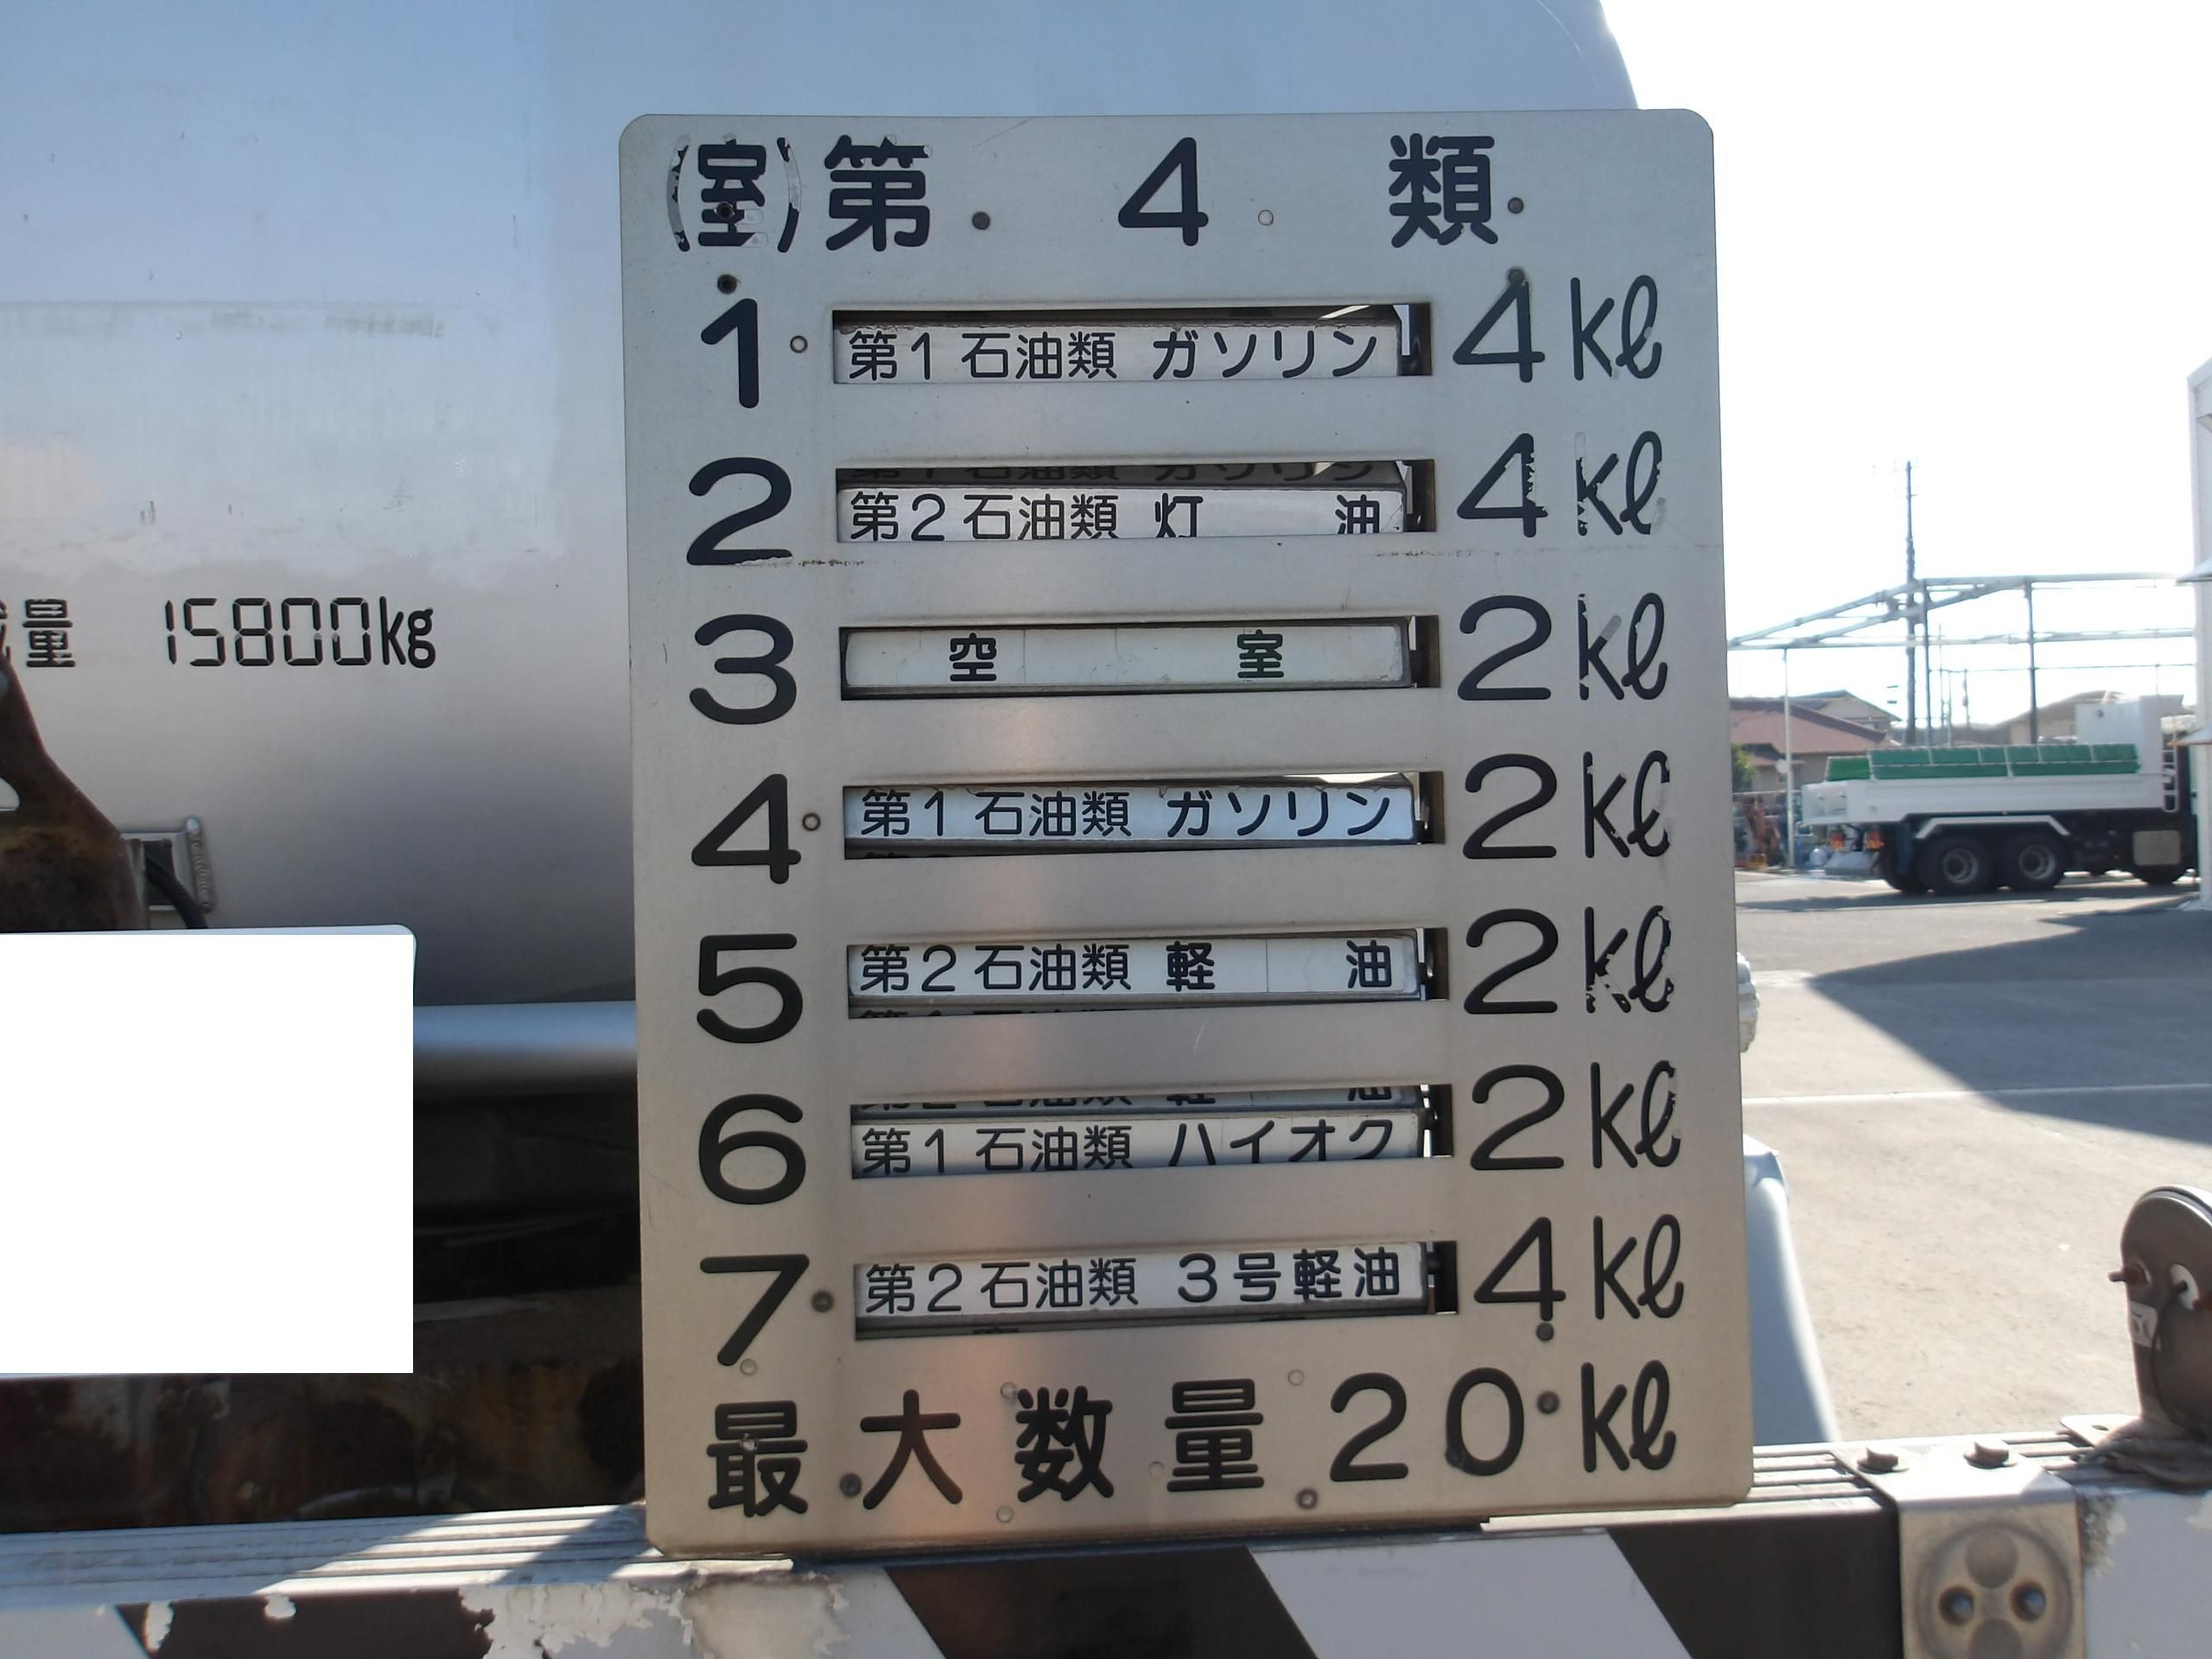 (室) 第 4 類
1 第1石油類 ガソリン 4kℓ
2 第2石油類 灯油 4kℓ
3 空室 2kℓ
4 第1石油類 ガソリン 2kℓ
5 第2石油類 軽油 2kℓ
6 第1石油類 ハイオク 2kℓ
7 第2石油類 3号軽油 4kℓ
最大数量 20kℓ
量 15800kg